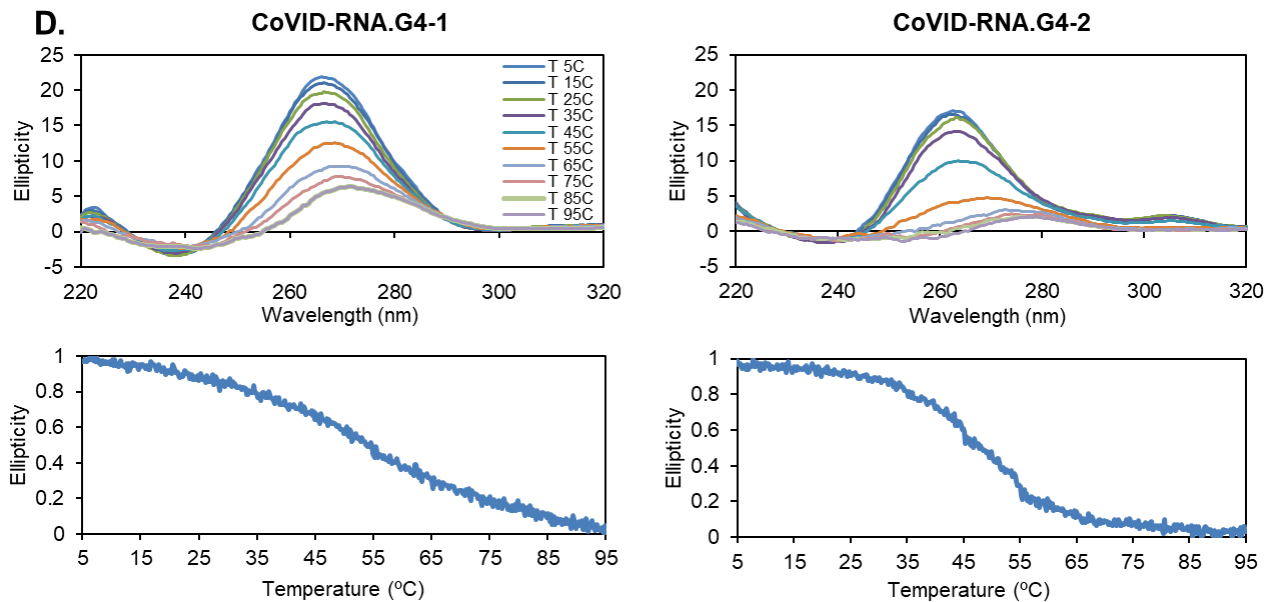 D.
CoVID-RNA.G4-1
CoVID-RNA.G4-2
Ellipticity
25
20
15
10
5
0
-5
220 240 260 280 300 320
Wavelength (nm)
T 5C
T 15C
T 25C
T 35C
T 45C
T 55C
T 65C
T 75C
T 85C
T 95C
Ellipticity
25
20
15
10
5
0
-5
220 240 260 280 300 320
Wavelength (nm)
Ellipticity
1
0.8
0.6
0.4
0.2
0
5 15 25 35 45 55 65 75 85 95
Temperature (⁰C)
Ellipticity
1
0.8
0.6
0.4
0.2
0
5 15 25 35 45 55 65 75 85 95
Temperature (⁰C)